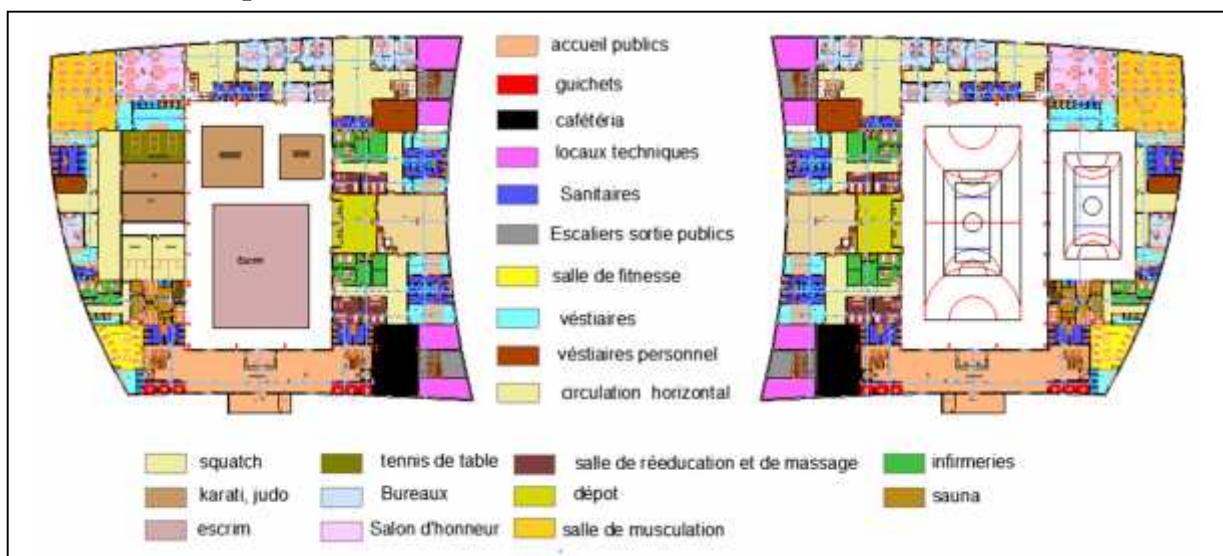 accueil publics
guichets
cafétéria
locaux techniques
Sanitaires
Escaliers sortie publics
salle de fitnesse
véstiaires
véstiaires personnel
circulation horizontal
squatch
tennis de table
salle de réeducation et de massage
infirmeries
karati, judo
Bureaux
dépot
sauna
escrim
Salon d'honneur
salle de musculation